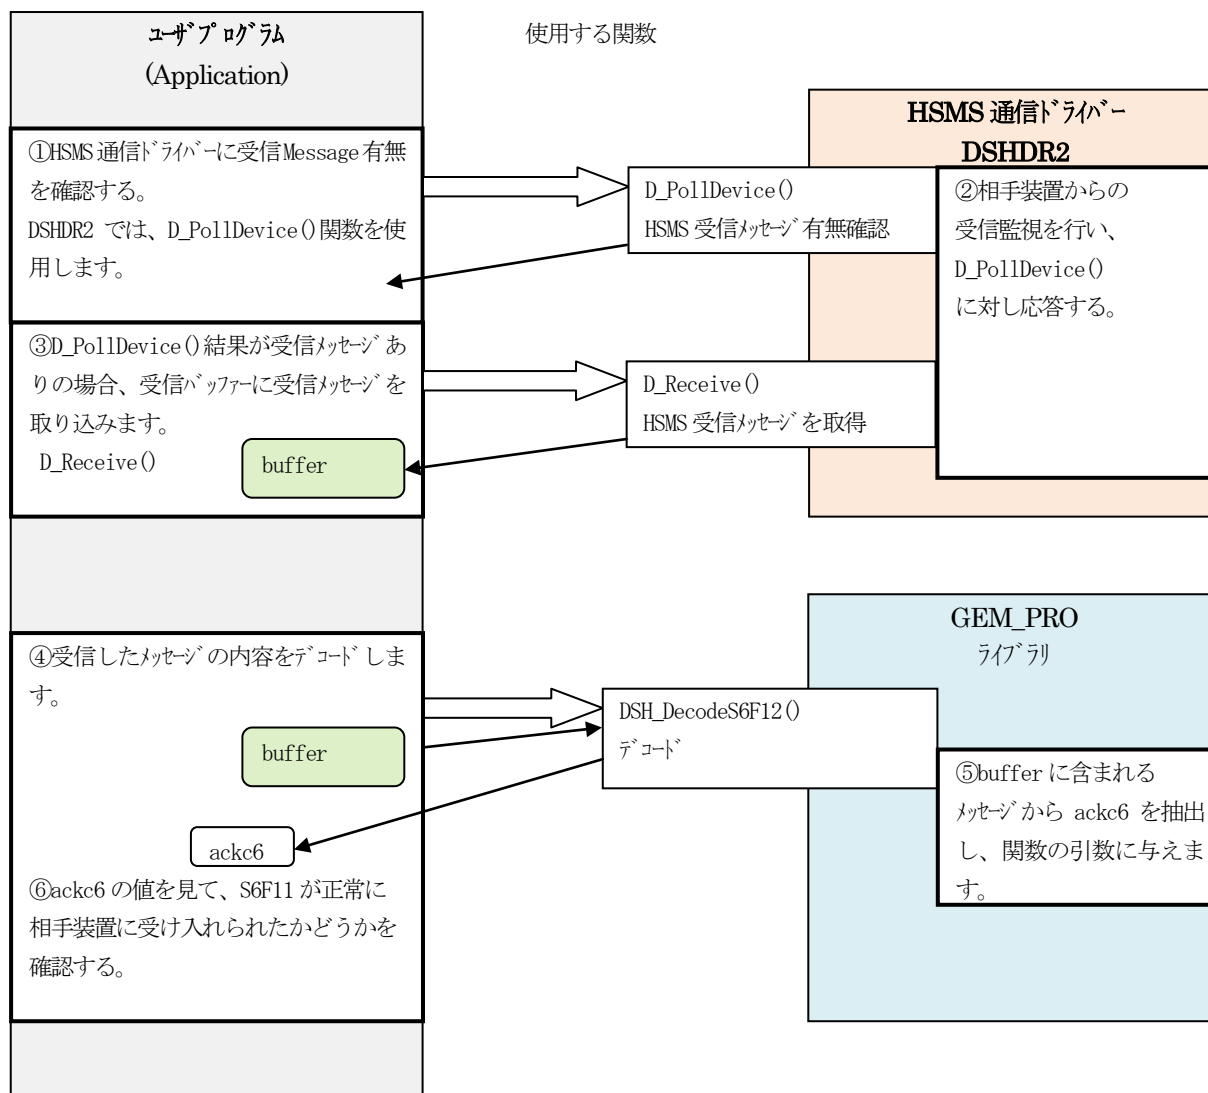 ﾕｰｻﾞﾌﾟﾛｸﾞﾗﾑ
(Application)
使用する関数
HSMS 通信ﾄﾞﾗｲﾊﾞｰ
DSHDR2
①HSMS 通信ﾄﾞﾗｲﾊﾞｰに受信 Message 有無
を確認する。
DSHDR2 では、D_PollDevice()関数を使
用します。
D_PollDevice()
HSMS 受信ﾒｯｾｰｼﾞ有無確認
②相手装置からの
受信監視を行い、
D_PollDevice()
に対し応答する。
③D_PollDevice()結果が受信ﾒｯｾｰｼﾞあ
りの場合、受信ﾊﾞｯﾌｧｰに受信ﾒｯｾｰｼﾞを
取り込みます。
D_Receive()
buffer
D_Receive()
HSMS 受信ﾒｯｾｰｼﾞを取得
GEM_PRO
ﾗｲﾌﾞﾗﾘ
④受信したﾒｯｾｰｼﾞの内容をﾃﾞｺｰﾄﾞしま
す。
buffer
DSH_DecodeS6F12()
ﾃﾞｺｰﾄﾞ
⑤buffer に含まれる
ﾒｯｾｰｼﾞから ackc6 を抽出
し、関数の引数に与えま
す。
ackc6
⑥ackc6 の値を見て、S6F11 が正常に
相手装置に受け入れられたかどうかを
確認する。